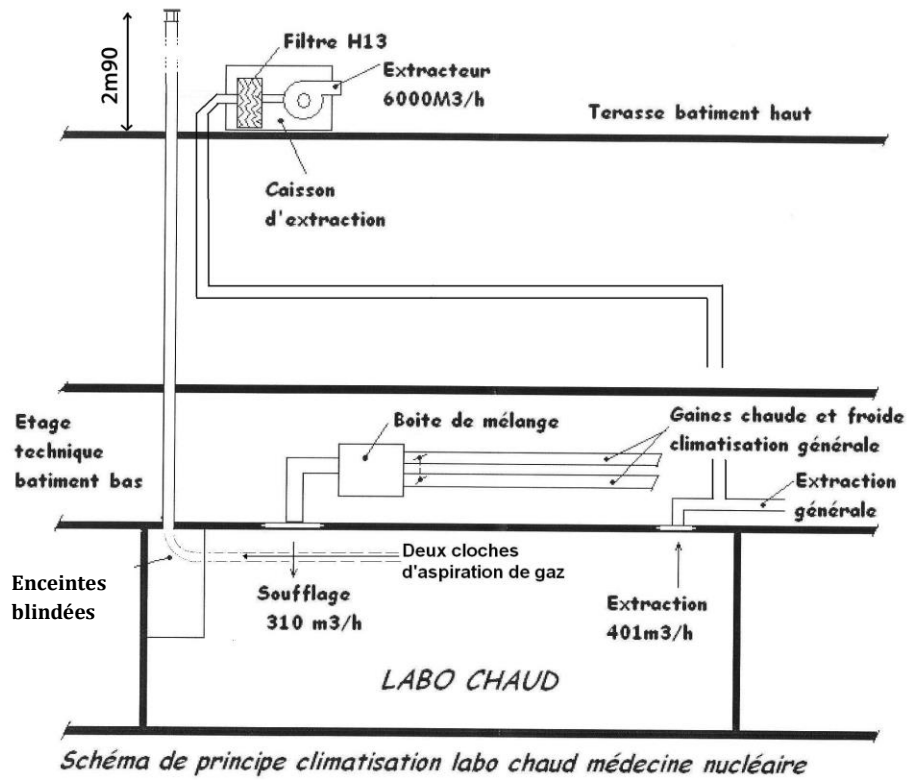 2m90
Filtre H13
Extracteur
6000M3/h
Terasse batiment haut
Caisson
d'extraction
Etage
technique
batiment bas
Boite de mélange
Gaines chaude et froide
climatisation générale
Extraction
générale
Enceintes
blindées
Deux cloches
d'aspiration de gaz
Soufflage
310 m3/h
Extraction
401m3/h
LABO CHAUD
Schéma de principe climatisation labo chaud médecine nucléaire